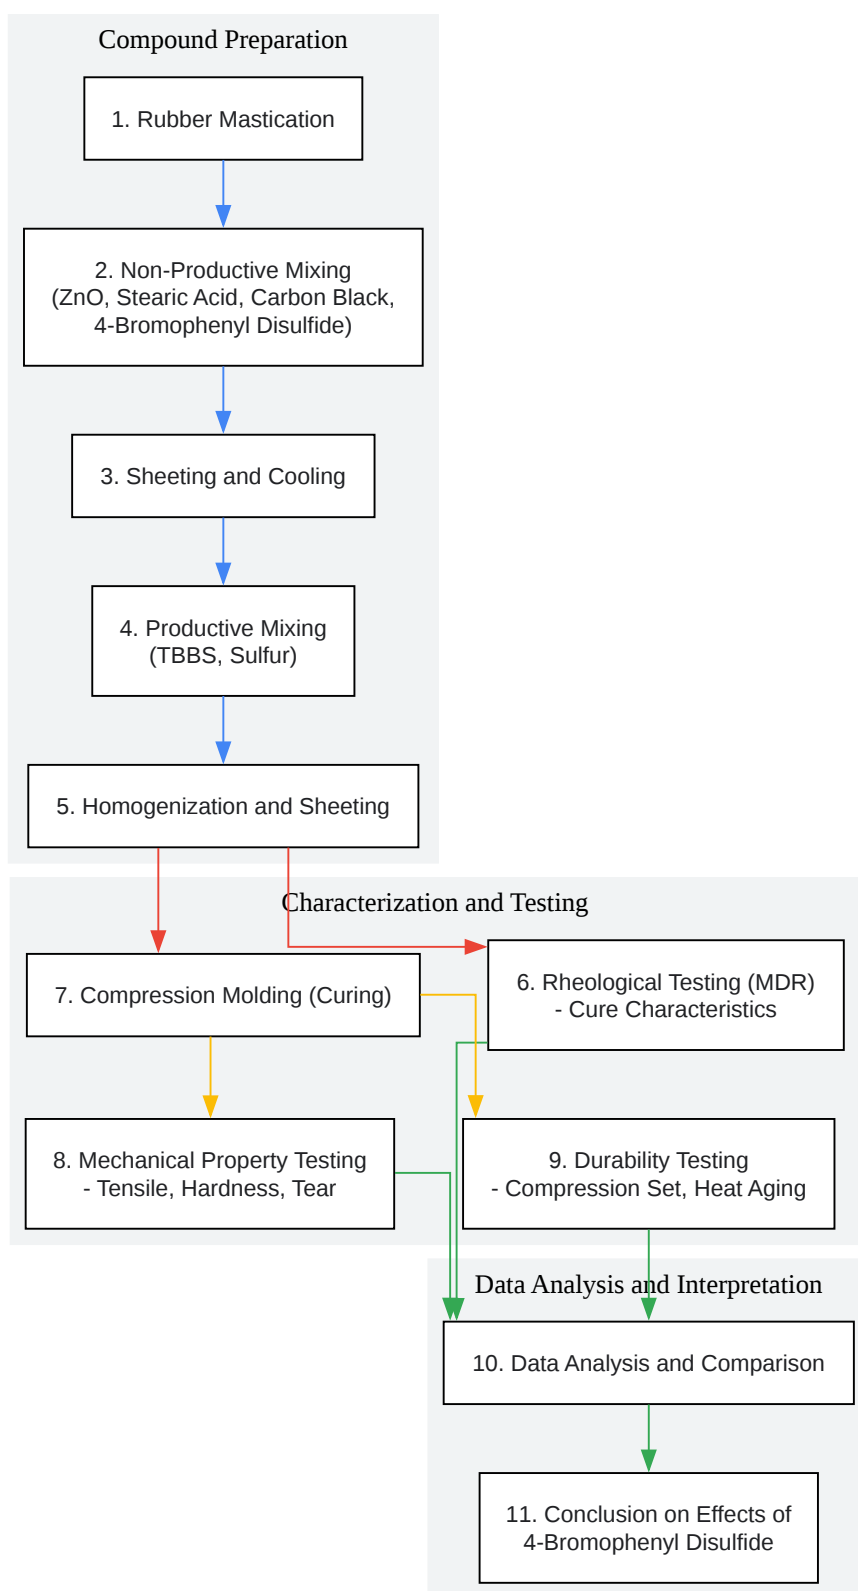 Compound Preparation
1. Rubber Mastication
2. Non-Productive Mixing
(ZnO, Stearic Acid, Carbon Black,
4-Bromophenyl Disulfide)
3. Sheeting and Cooling
4. Productive Mixing
(TBBS, Sulfur)
5. Homogenization and Sheeting
Characterization and Testing
6. Rheological Testing (MDR)
- Cure Characteristics
7. Compression Molding (Curing)
8. Mechanical Property Testing
- Tensile, Hardness, Tear
9. Durability Testing
- Compression Set, Heat Aging
Data Analysis and Interpretation
10. Data Analysis and Comparison
11. Conclusion on Effects of
4-Bromophenyl Disulfide